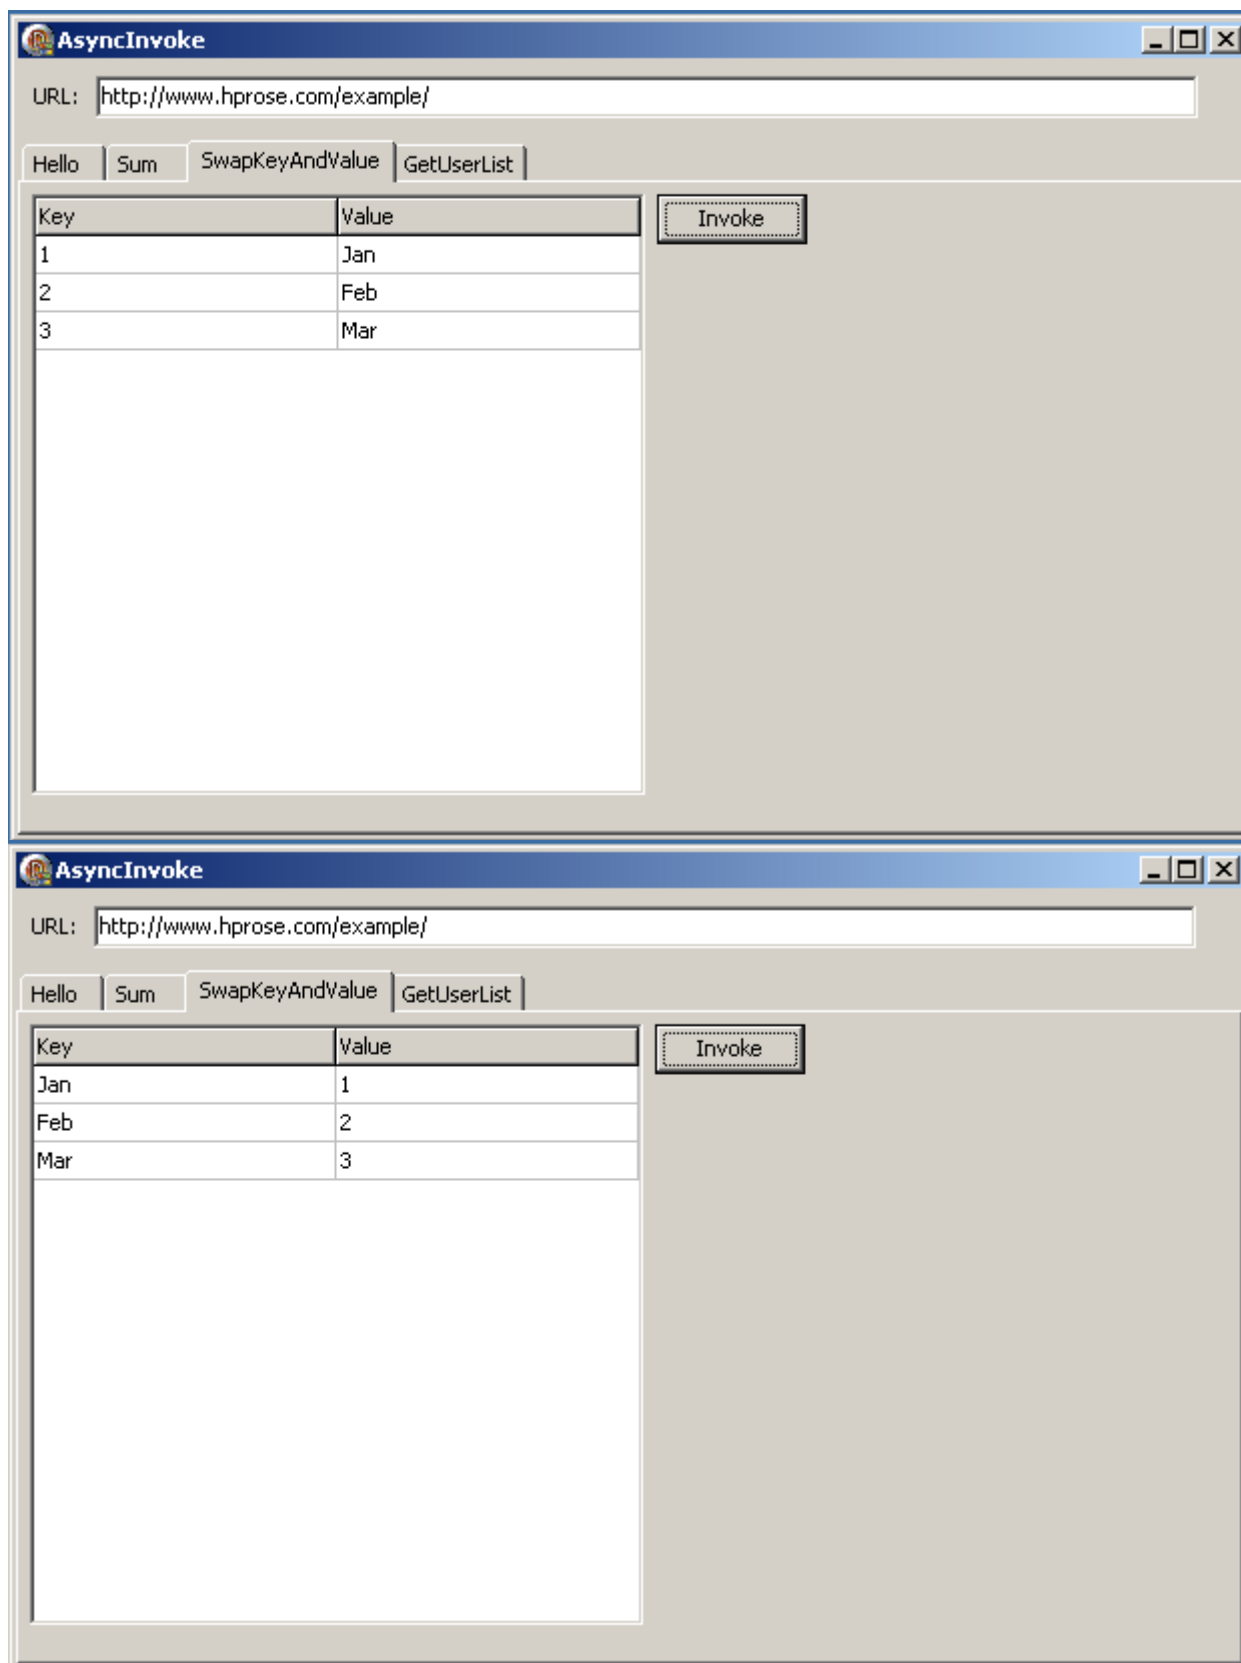 AsyncInvoke
URL: http://www.hprose.com/example/
Hello Sum SwapKeyAndValue GetUserList
Key Value Invoke
1 Jan
2 Feb
3 Mar
AsyncInvoke
URL: http://www.hprose.com/example/
Hello Sum SwapKeyAndValue GetUserList
Key Value Invoke
Jan 1
Feb 2
Mar 3